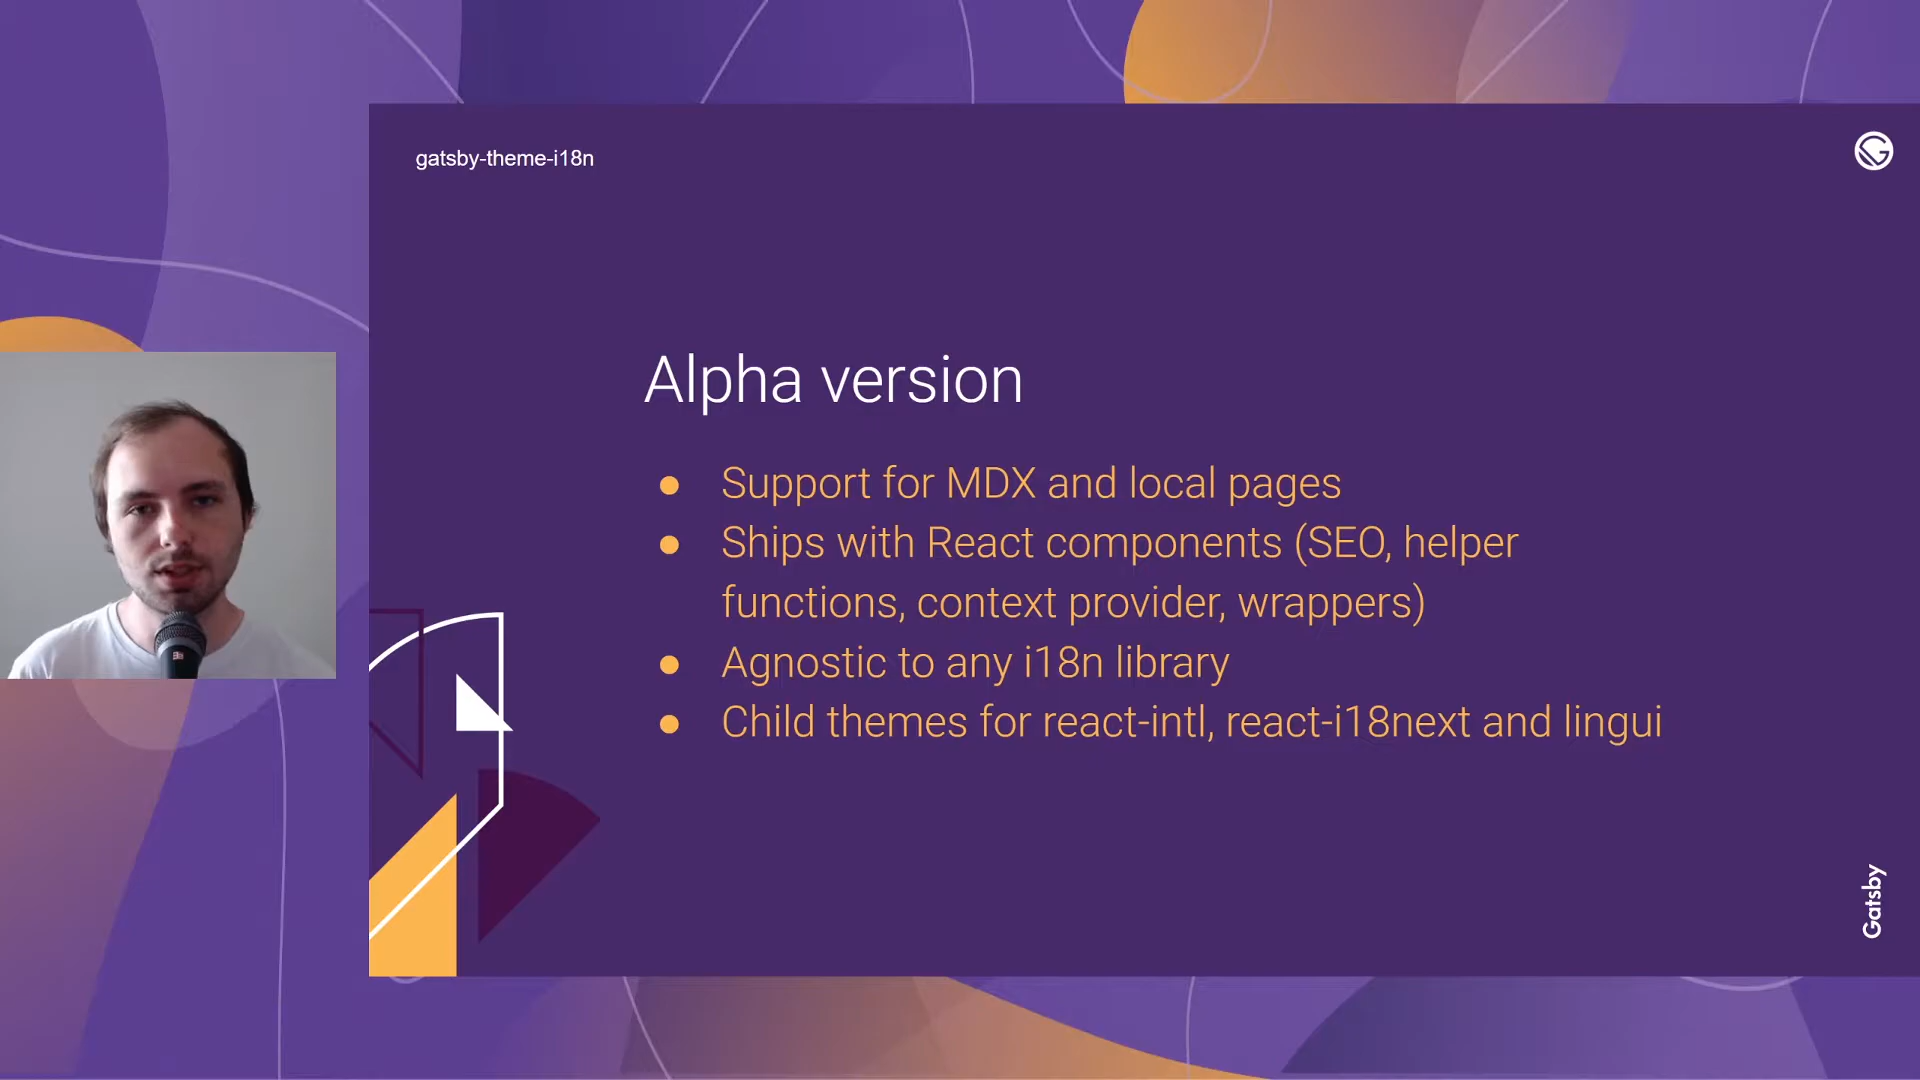 gatsby-theme-i18n
Alpha version
● Support for MDX and local pages
● Ships with React components (SEO, helper
functions, context provider, wrappers)
● Agnostic to any i18n library
● Child themes for react-intl, react-i18next and lingui
Gatsby